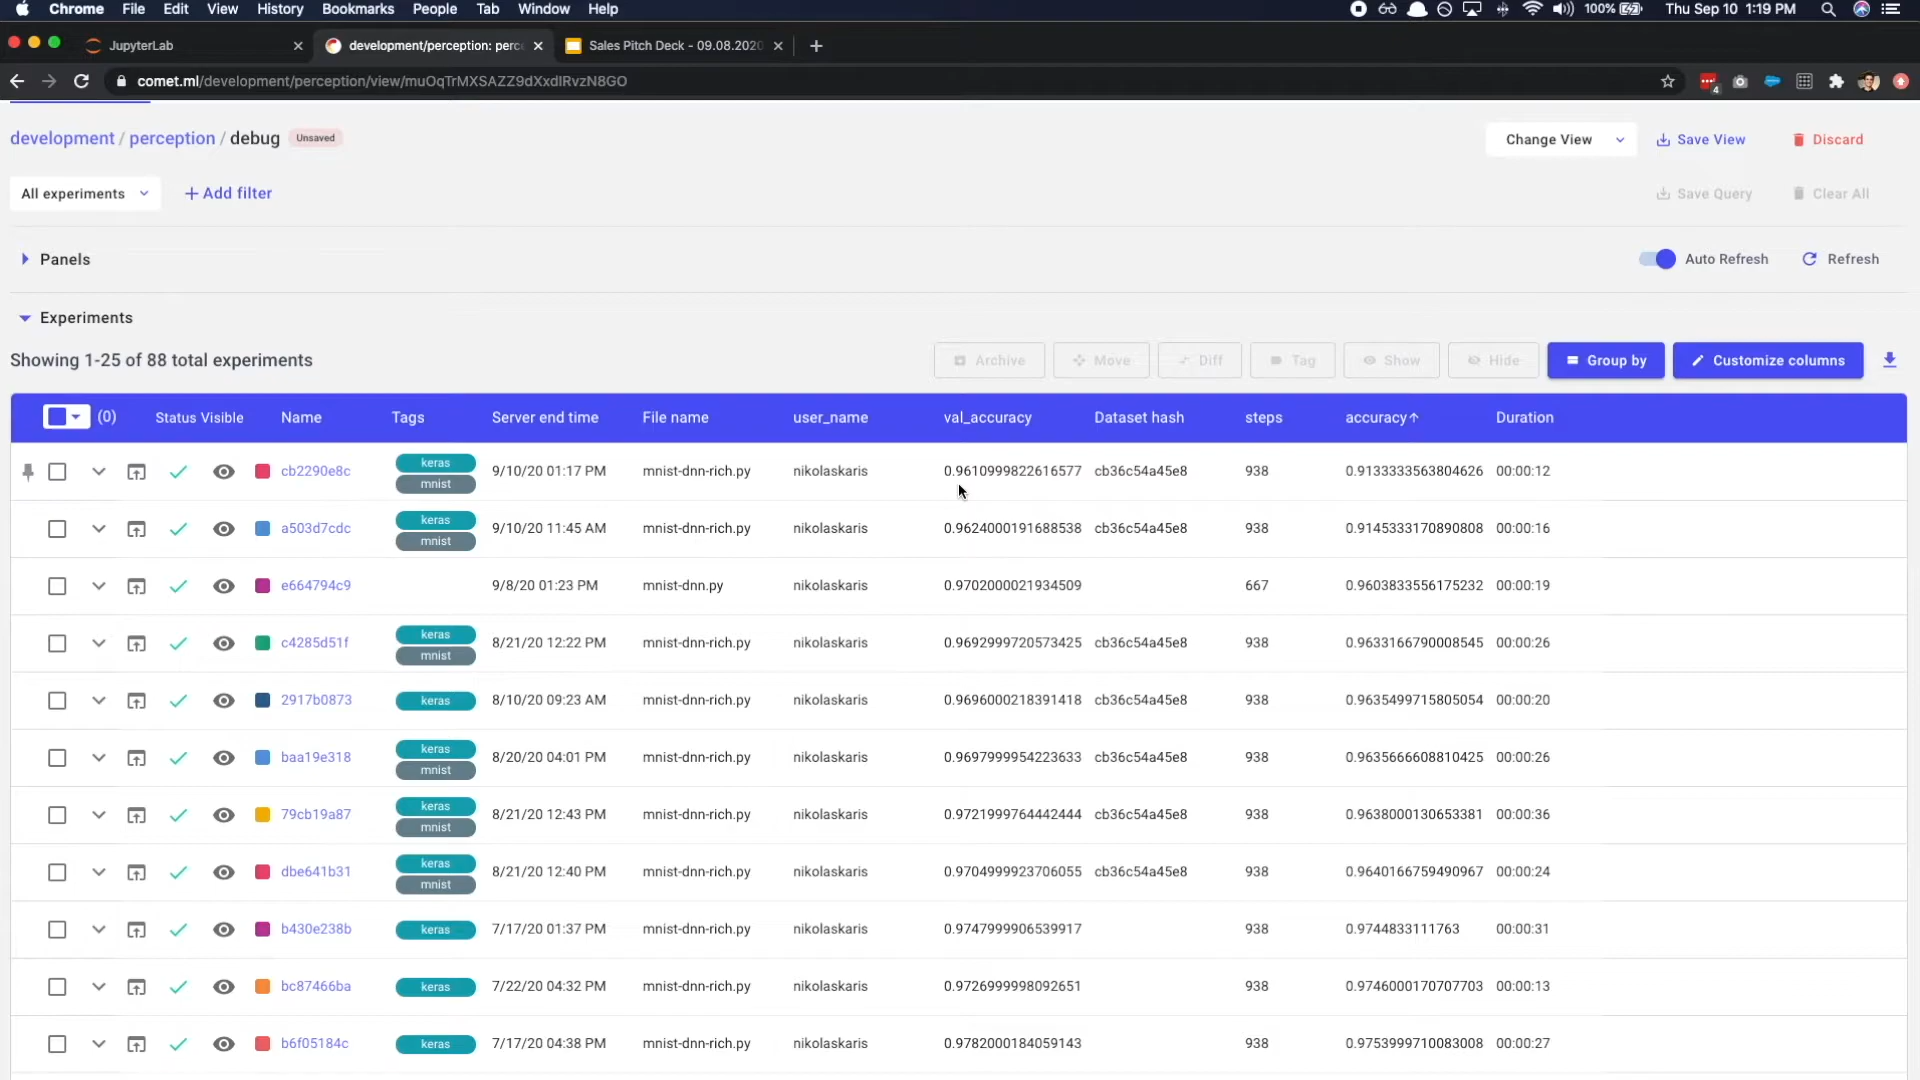 Chrome File Edit View History Bookmarks People Tab Window Help 100% Thu Sep 10 1:19 PM
JupyterLab development/perception: perc Sales Pitch Deck - 09.08.2020
comet.ml/development/perception/view/muOqTrMXSAZZ9dXxdlRvzN8GO 4
development / perception / debug Unsaved Change View Save View Discard
All experiments + Add filter Save Query Clear All
Panels Auto Refresh Refresh
Experiments
Showing 1-25 of 88 total experiments Archive Move Diff Tag Show Hide Group by Customize columns
(0) Status Visible Name Tags Server end time File name user_name val_accuracy Dataset hash steps accuracy↑ Duration
cb2290e8c keras mnist 9/10/20 01:17 PM mnist-dnn-rich.py nikolaskaris 0.9610999822616577 cb36c54a45e8 938 0.9133333563804626 00:00:12
a503d7cdc keras mnist 9/10/20 11:45 AM mnist-dnn-rich.py nikolaskaris 0.9624000191688538 cb36c54a45e8 938 0.9145333170890808 00:00:16
e664794c9 9/8/20 01:23 PM mnist-dnn.py nikolaskaris 0.9702000021934509 667 0.9603833556175232 00:00:19
c4285d51f keras mnist 8/21/20 12:22 PM mnist-dnn-rich.py nikolaskaris 0.9692999720573425 cb36c54a45e8 938 0.9633166790008545 00:00:26
2917b0873 keras 8/10/20 09:23 AM mnist-dnn-rich.py nikolaskaris 0.9696000218391418 cb36c54a45e8 938 0.9635499715805054 00:00:20
baa19e318 keras mnist 8/20/20 04:01 PM mnist-dnn-rich.py nikolaskaris 0.9697999954223633 cb36c54a45e8 938 0.9635666608810425 00:00:26
79cb19a87 keras mnist 8/21/20 12:43 PM mnist-dnn-rich.py nikolaskaris 0.9721999764442444 cb36c54a45e8 938 0.9638000130653381 00:00:36
dbe641b31 keras mnist 8/21/20 12:40 PM mnist-dnn-rich.py nikolaskaris 0.9704999923706055 cb36c54a45e8 938 0.9640166759490967 00:00:24
b430e238b keras 7/17/20 01:37 PM mnist-dnn-rich.py nikolaskaris 0.9747999906539917 938 0.9744833111763 00:00:31
bc87466ba keras 7/22/20 04:32 PM mnist-dnn-rich.py nikolaskaris 0.9726999998092651 938 0.9746000170707703 00:00:13
b6f05184c keras 7/17/20 04:38 PM mnist-dnn-rich.py nikolaskaris 0.9782000184059143 938 0.9753999710083008 00:00:27